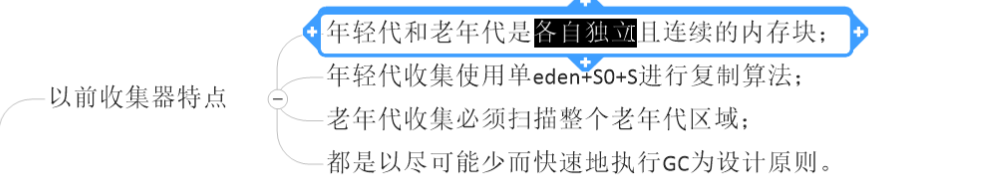 年轻代和老年代是各自独立且连续的内存块；
年轻代收集使用单eden+S0+S进行复制算法；
以前收集器特点
老年代收集必须扫描整个老年代区域；
都是以尽可能少而快速地执行GC为设计原则。